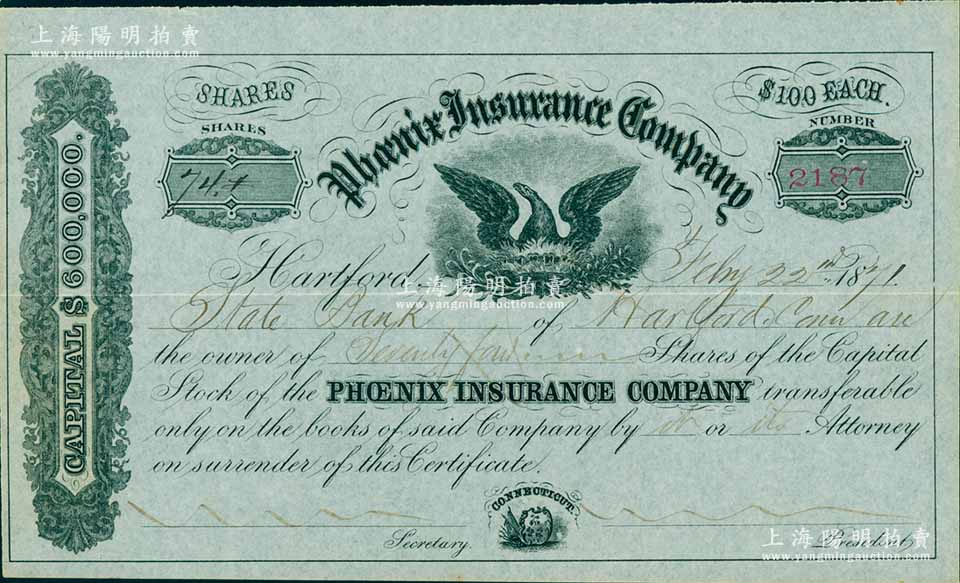 上海陽明拍賣
www.yangmingauction.com
SHARES
$100 EACH.
Phœnix Insurance Company
SHARES
74
NUMBER
2187
CAPITAL $600,000.
Hartford, Feby 22nd 1871.
上海陽明拍賣
www.yangmingauction.com
State Bank of Hartford Conn are
the owner of Seventy four Shares of the Capital
Stock of the PHŒNIX INSURANCE COMPANY transferable
only on the books of said Company by it or its Attorney
on surrender of this Certificate.
CONNECTICUT.
Secretary.
President.
上海陽明拍賣
www.yangmingauction.com